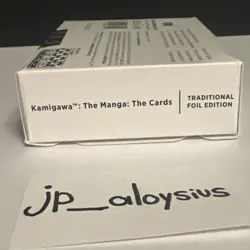 Kamigawa™: The Manga: The Cards
TRADITIONAL
FOIL EDITION
jp_aloysius